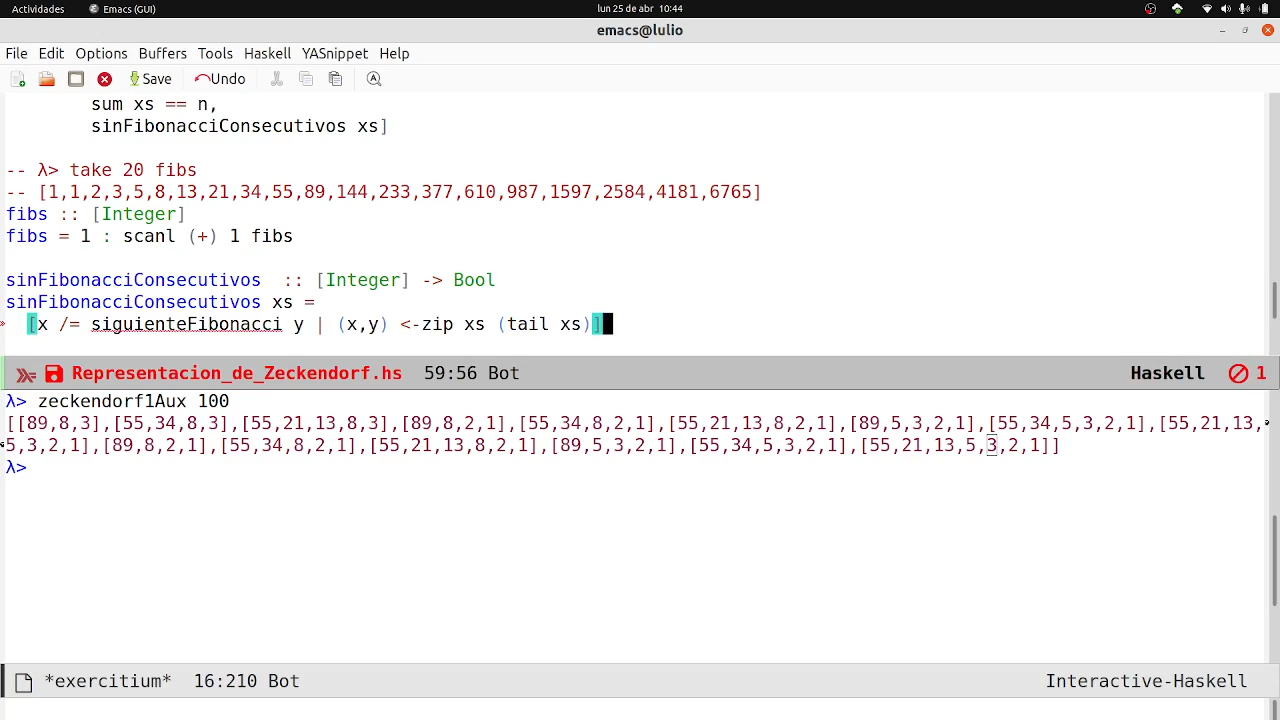 Actividades Emacs (GUI) lun 25 de abr 10:44
emacs@lulio
File Edit Options Buffers Tools Haskell YASnippet Help
Save Undo
sum xs == n,
sinFibonacciConsecutivos xs]
-- λ> take 20 fibs
-- [1,1,2,3,5,8,13,21,34,55,89,144,233,377,610,987,1597,2584,4181,6765]
fibs :: [Integer]
fibs = 1 : scanl (+) 1 fibs
sinFibonacciConsecutivos  :: [Integer] -> Bool
sinFibonacciConsecutivos xs =
[x /= siguienteFibonacci y | (x,y) <-zip xs (tail xs)]
Representacion_de_Zeckendorf.hs 59:56 Bot Haskell 1
λ> zeckendorf1Aux 100
[[89,8,3],[55,34,8,3],[55,21,13,8,3],[89,8,2,1],[55,34,8,2,1],[55,21,13,8,2,1],[89,5,3,2,1],[55,34,5,3,2,1],[55,21,13,
5,3,2,1],[89,8,2,1],[55,34,8,2,1],[55,21,13,8,2,1],[89,5,3,2,1],[55,34,5,3,2,1],[55,21,13,5,3,2,1]]
λ>
*exercitium* 16:210 Bot Interactive-Haskell